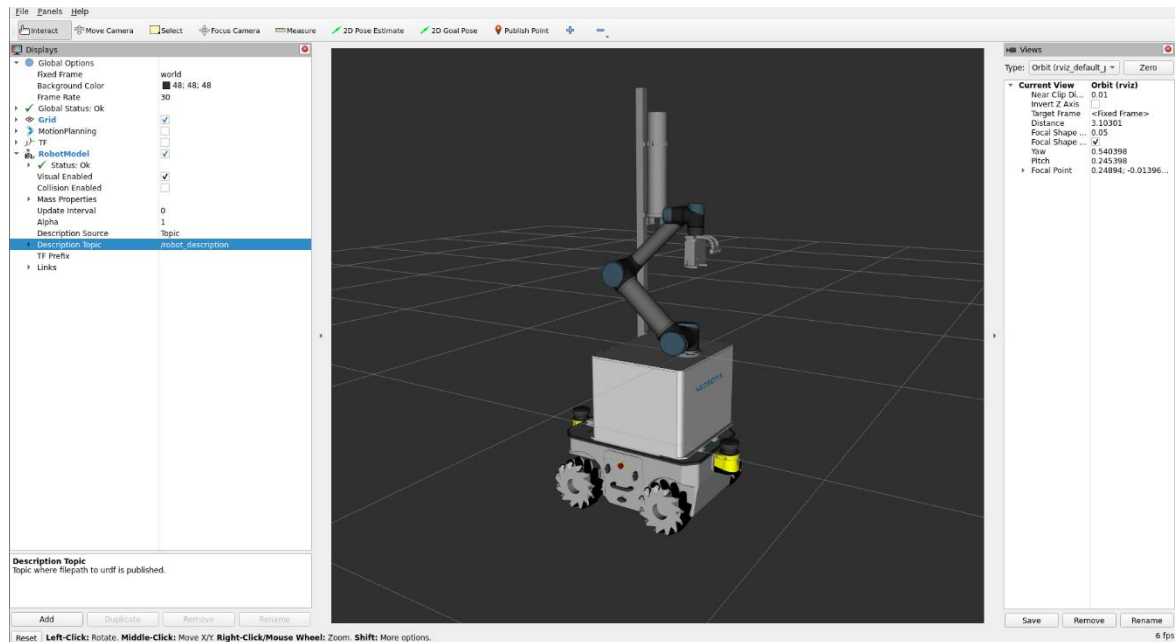 File Panels Help
Interact Move Camera Select Focus Camera Measure 2D Pose Estimate 2D Goal Pose Publish Point
Displays
Global Options
Fixed Frame world
Background Color 48; 48; 48
Frame Rate 30
Global Status: Ok
Grid
MotionPlanning
TF
RobotModel
Status: Ok
Visual Enabled
Collision Enabled
Mass Properties
Update Interval 0
Alpha 1
Description Source Topic
Description Topic /robot_description
TF Prefix
Links
Description Topic
Topic where filepath to urdf is published.
Add Duplicate Remove Rename
Reset Left-Click: Rotate. Middle-Click: Move X/Y. Right-Click/Mouse Wheel: Zoom. Shift: More options.
NEOBOTIX
Views
Type: Orbit (rviz_default_p Zero
Current View Orbit (rviz)
Near Clip Di... 0.01
Invert Z Axis
Target Frame <Fixed Frame>
Distance 3.10301
Focal Shape ... 0.05
Focal Shape ...
Yaw 0.540398
Pitch 0.245398
Focal Point 0.24894; -0.01396...
Save Remove Rename
6 fps